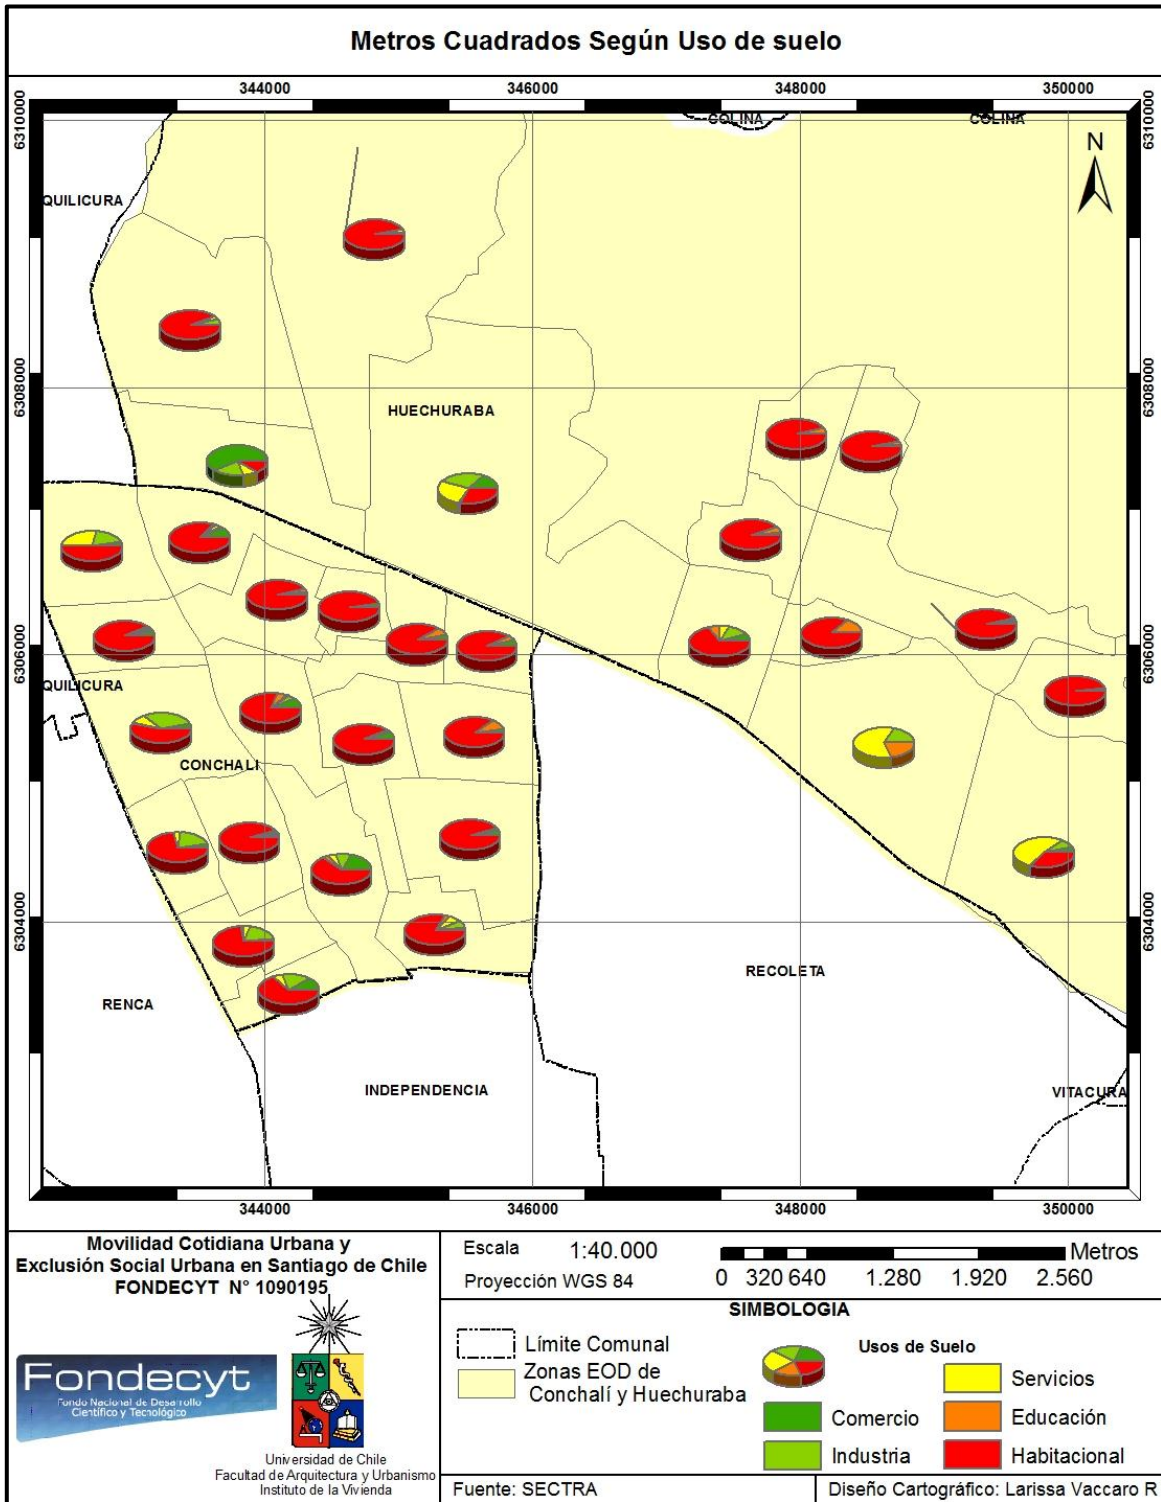 Metros Cuadrados Según Uso de suelo
344000 346000 348000 350000
6310000 6310000
COLINA COLINA
N
QUILICURA
6308000 6308000
HUECHURABA
6306000 6306000
QUILICURA
CONCHALI
6304000 6304000
RECOLETA
RENCA
INDEPENDENCIA
VITACURA
344000 346000 348000 350000
Movilidad Cotidiana Urbana y
Exclusión Social Urbana en Santiago de Chile
FONDECYT N° 1090195
Fondecyt
Fondo Nacional de Desarrollo
Científico y Tecnológico
Universidad de Chile
Facultad de Arquitectura y Urbanismo
Instituto de la Vivienda
Escala 1:40.000
Proyección WGS 84
Metros
0 320 640 1.280 1.920 2.560
SIMBOLOGIA
Límite Comunal
Zonas EOD de
Conchalí y Huechuraba
Usos de Suelo
Servicios
Comercio
Educación
Industria
Habitacional
Fuente: SECTRA
Diseño Cartográfico: Larissa Vaccaro R